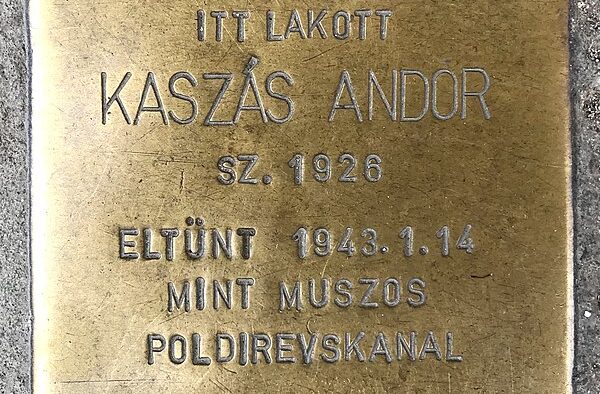 ITT LAKOTT
KASZÁS ANDOR
SZ. 1926
ELTÜNT 1943.1.14
MINT MUSZOS
POLDIREVSKANAL